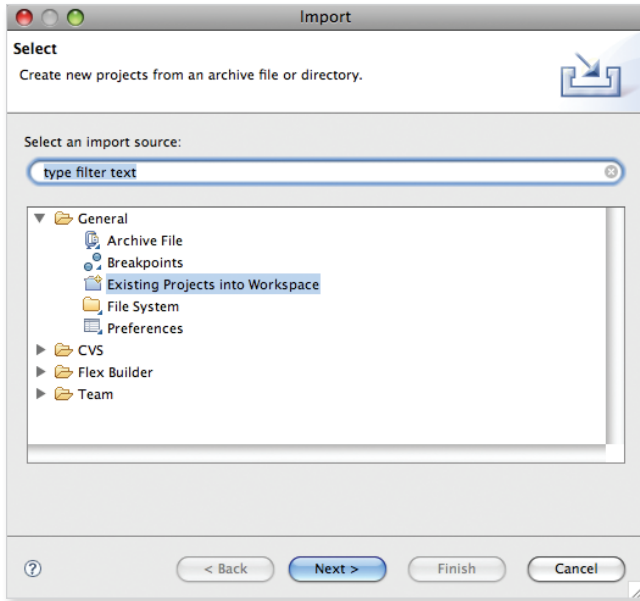 Import
Select
Create new projects from an archive file or directory.
Select an import source:
type filter text
General
Archive File
Breakpoints
Existing Projects into Workspace
File System
Preferences
CVS
Flex Builder
Team
? < Back Next > Finish Cancel